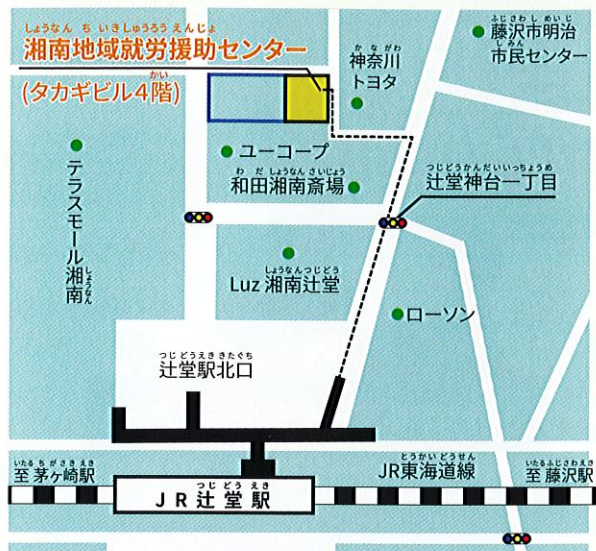 しょうなん ち いきしゅうろう えんじょ
湘南地域就労援助センター
かい
(タカギビル4階)
か な がわ
神奈川
トヨタ
ふじさわ し めい じ
藤沢市明治
し みん
市民センター
ユーコープ
わ だ しょうなん さいじょう
和田湘南斎場
つじどうかんだいいっちょうめ
辻堂神台一丁目
テラスモール湘南
しょうなん
しょうなんつじどう
Luz 湘南辻堂
ローソン
つじ どうえき きたぐち
辻堂駅北口
いたる ち が さき えき
至 茅ヶ崎駅
つじ どう えき
JR辻堂駅
とうかい どうせん
JR東海道線
いたるふじさわえき
至 藤沢駅